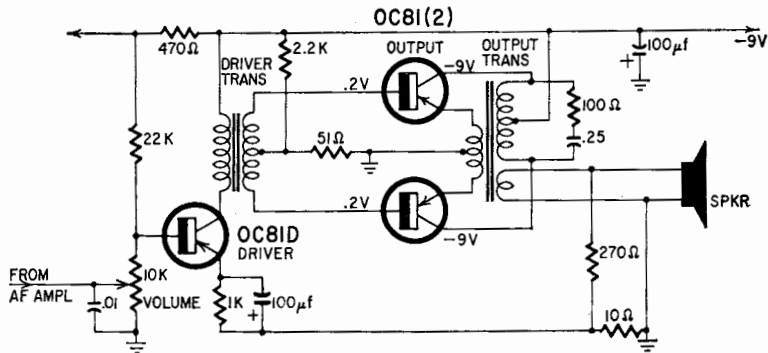 OC81(2)
470Ω
DRIVER
TRANS
2.2K
OUTPUT
-9V
OUTPUT
TRANS
100µf
+
-9V
.2V
100Ω
.25
22K
51Ω
.2V
-9V
SPKR
OC81D
DRIVER
270Ω
FROM
AF AMPL
10K
VOLUME
.01
1K
+
100µf
10Ω